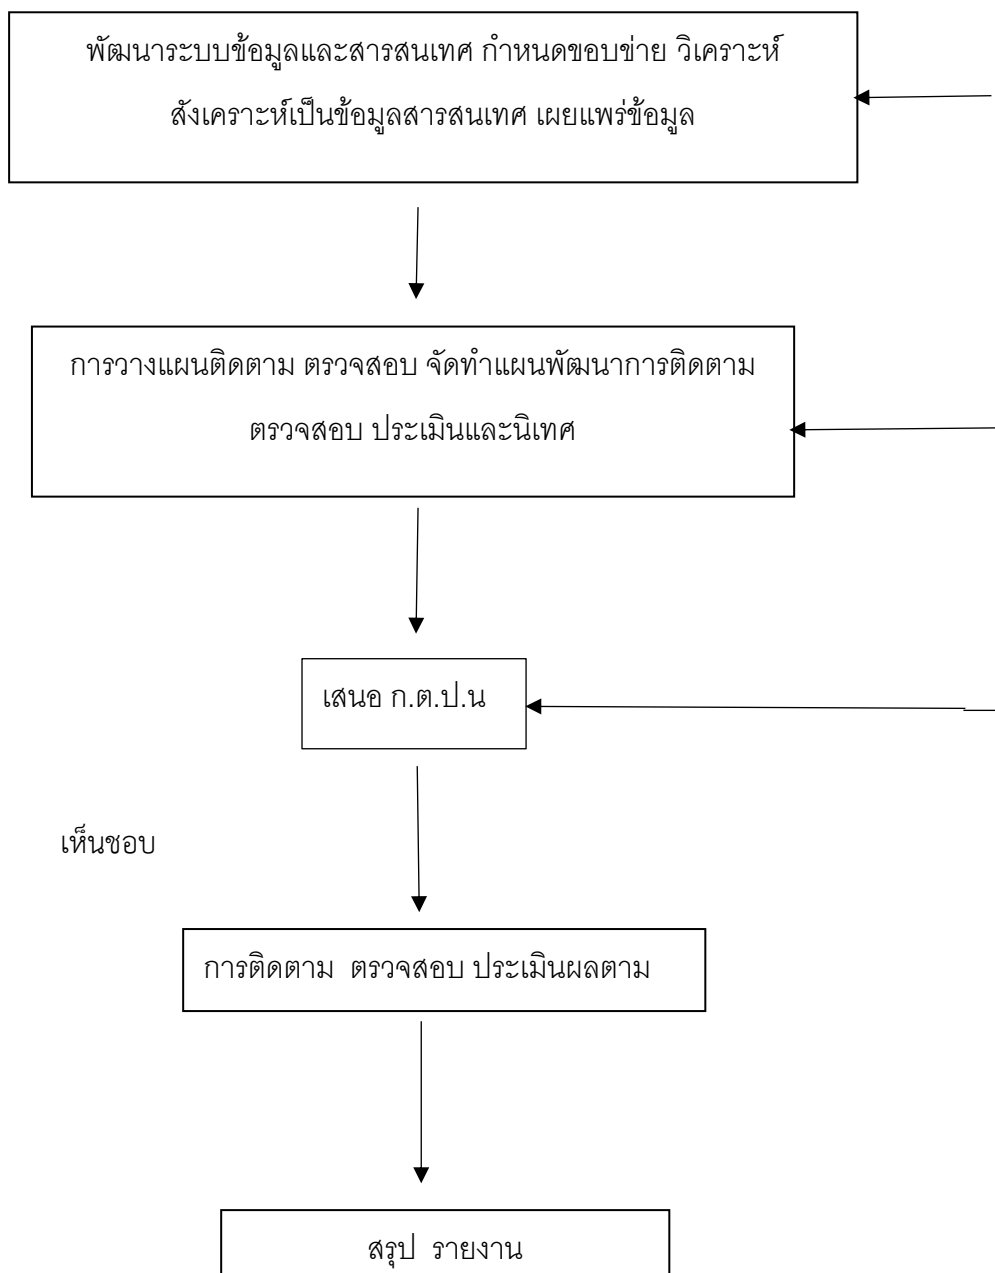 พัฒนาระบบข้อมูลและสารสนเทศ กำหนดขอบข่าย วิเคราะห์
สังเคราะห์เป็นข้อมูลสารสนเทศ เผยแพร่ข้อมูล
การวางแผนติดตาม ตรวจสอบ จัดทำแผนพัฒนาการติดตาม
ตรวจสอบ ประเมินและนิเทศ
เสนอ ก.ต.ป.น
เห็นชอบ
การติดตาม ตรวจสอบ ประเมินผลตาม
สรุป รายงาน